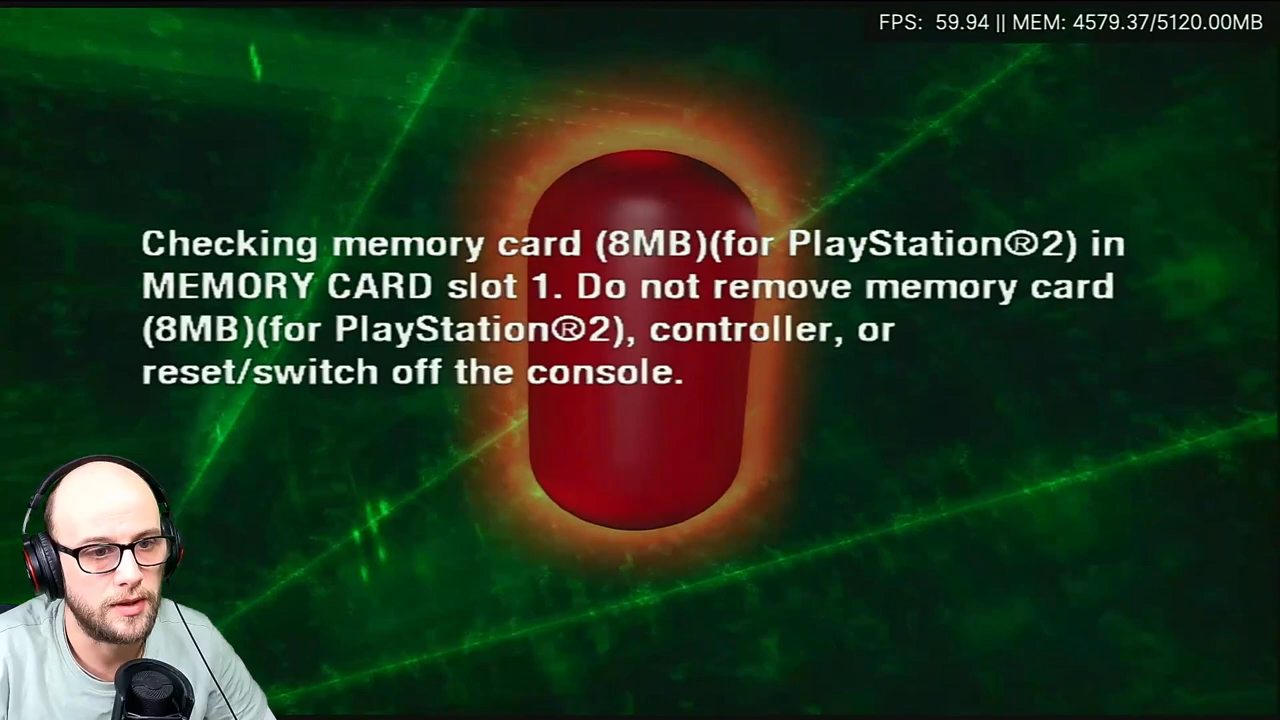 FPS: 59.94 || MEM: 4579.37/5120.00MB
Checking memory card (8MB)(for PlayStation®2) in
MEMORY CARD slot 1. Do not remove memory card
(8MB)(for PlayStation®2), controller, or
reset/switch off the console.